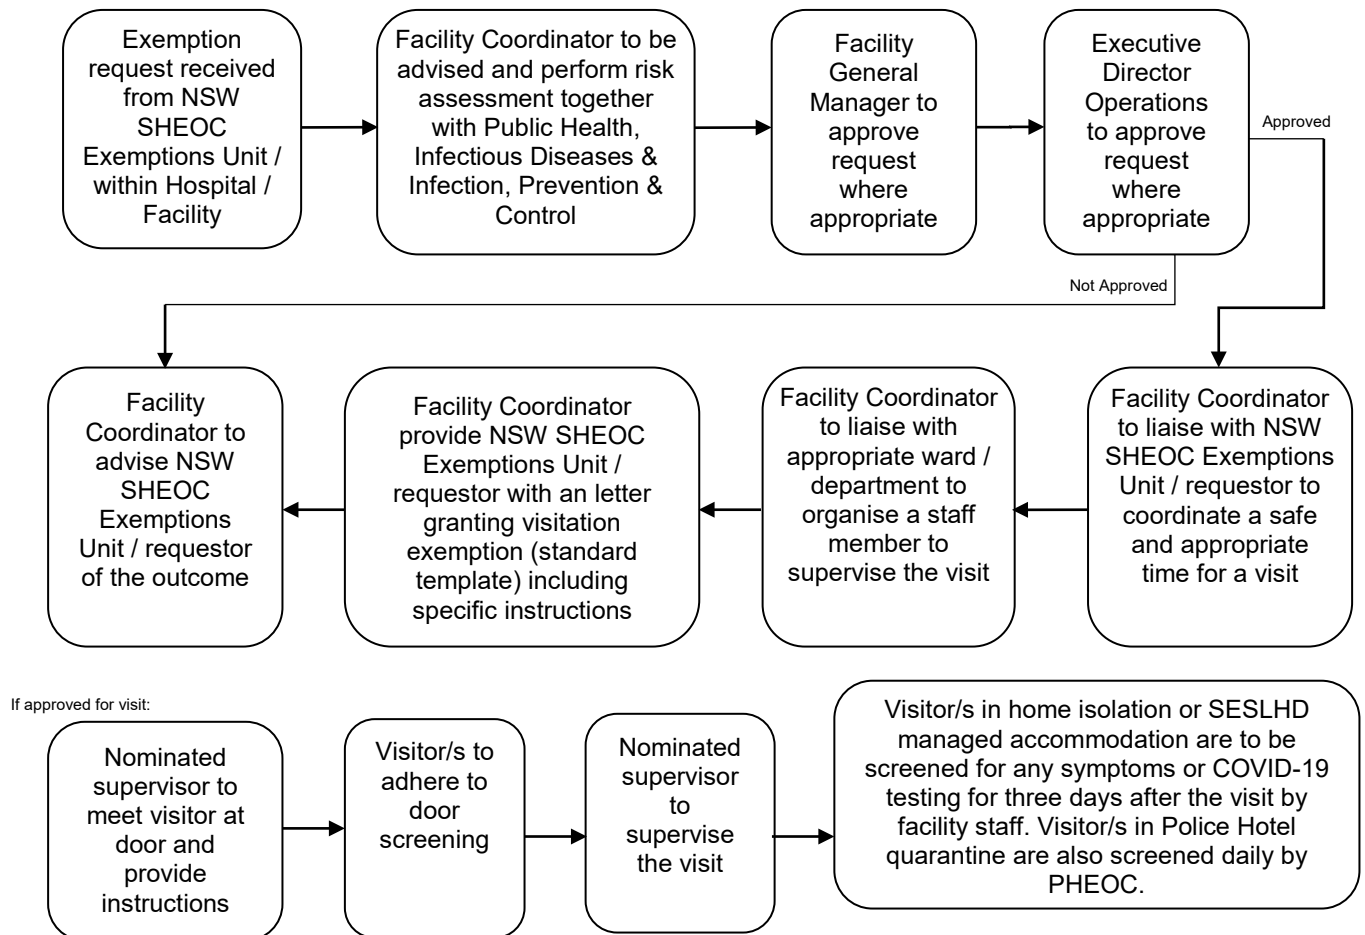 Exemption
request received
from NSW
SHEOC
Exemptions Unit /
within Hospital /
Facility
Facility Coordinator to be
advised and perform risk
assessment together
with Public Health,
Infectious Diseases &
Infection, Prevention &
Control
Facility
General
Manager to
approve
request
where
appropriate
Executive
Director
Operations
to approve
request
where
appropriate
Approved
Not Approved
Facility
Coordinator to
advise NSW
SHEOC
Exemptions
Unit / requestor
of the outcome
Facility Coordinator
provide NSW SHEOC
Exemptions Unit /
requestor with an letter
granting visitation
exemption (standard
template) including
specific instructions
Facility Coordinator
to liaise with
appropriate ward /
department to
organise a staff
member to
supervise the visit
Facility Coordinator
to liaise with NSW
SHEOC Exemptions
Unit / requestor to
coordinate a safe
and appropriate
time for a visit
If approved for visit:
Nominated
supervisor to
meet visitor at
door and
provide
instructions
Visitor/s to
adhere to
door
screening
Nominated
supervisor
to
supervise
the visit
Visitor/s in home isolation or SESLHD
managed accommodation are to be
screened for any symptoms or COVID-19
testing for three days after the visit by
facility staff. Visitor/s in Police Hotel
quarantine are also screened daily by
PHEOC.